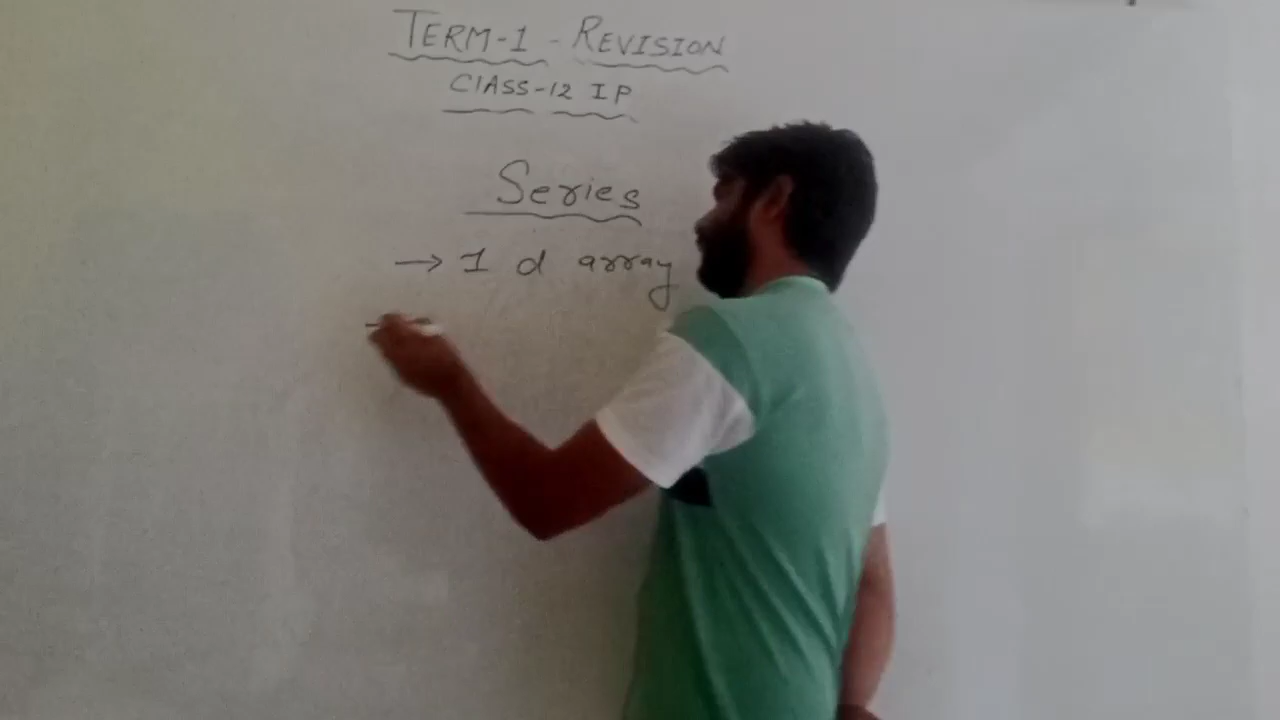 TERM-1 - REVISION
ClASS-12 IP
Series
→ 1 d array